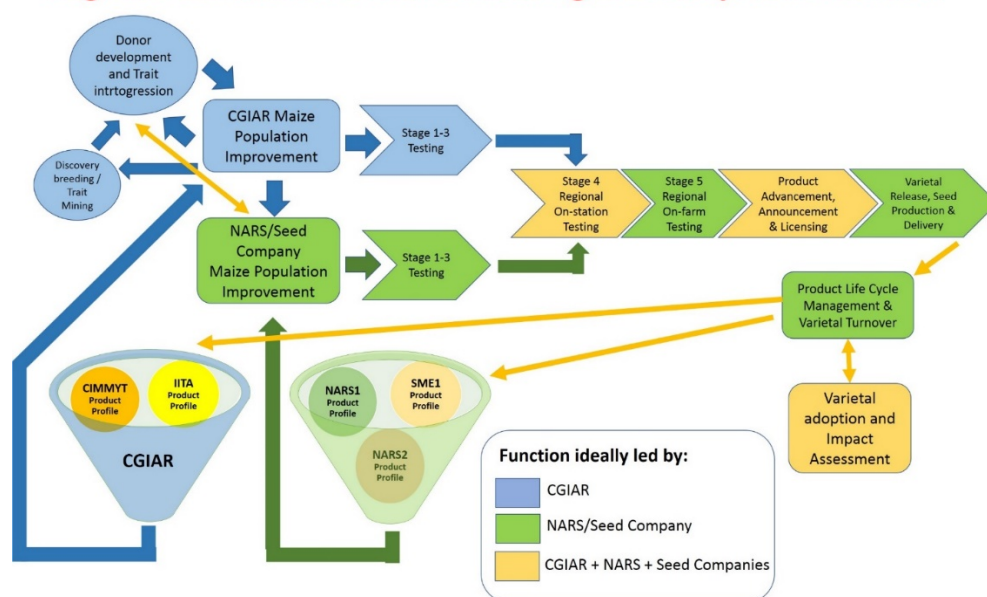 Donor
development
and Trait
intrtogression
CGIAR Maize
Population
Improvement
Stage 1-3
Testing
Discovery
breeding /
Trait
Mining
NARS/Seed
Company
Maize Population
Improvement
Stage 1-3
Testing
Stage 4
Regional
On-station
Testing
Stage 5
Regional
On-farm
Testing
Product
Advancement,
Announcement
& Licensing
Varietal
Release, Seed
Production &
Delivery
Product Life Cycle
Management &
Varietal Turnover
Varietal
adoption and
Impact
Assessment
CIMMYT
Product
Profile
IITA
Product
Profile
CGIAR
NARS1
Product
Profile
SME1
Product
Profile
NARS2
Product
Profile
Function ideally led by:
CGIAR
NARS/Seed Company
CGIAR + NARS + Seed Companies